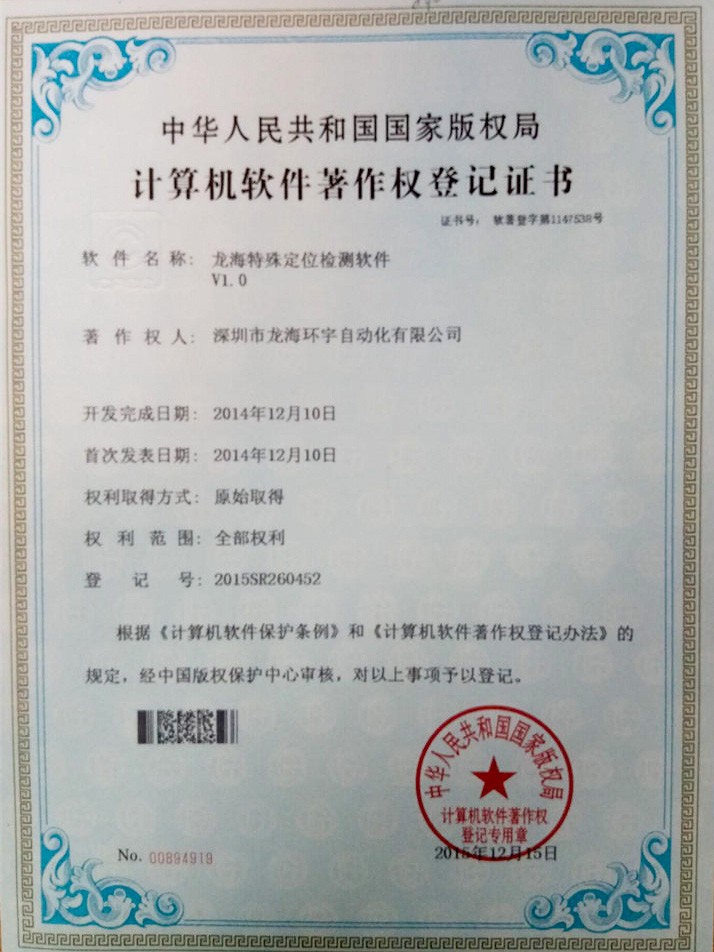 中华人民共和国国家版权局
计算机软件著作权登记证书
证书号： 软著登字第1147538号
软件名称： 龙海特殊定位检测软件
V1.0
著作权人： 深圳市龙海环宇自动化有限公司
开发完成日期： 2014年12月10日
首次发表日期： 2014年12月10日
权利取得方式： 原始取得
权利范围： 全部权利
登记号： 2015SR260452
根据《计算机软件保护条例》和《计算机软件著作权登记办法》的
规定，经中国版权保护中心审核，对以上事项予以登记。
中华人民共和国国家版权局
计算机软件著作权
登记专用章
No. 00894919
2015年12月15日